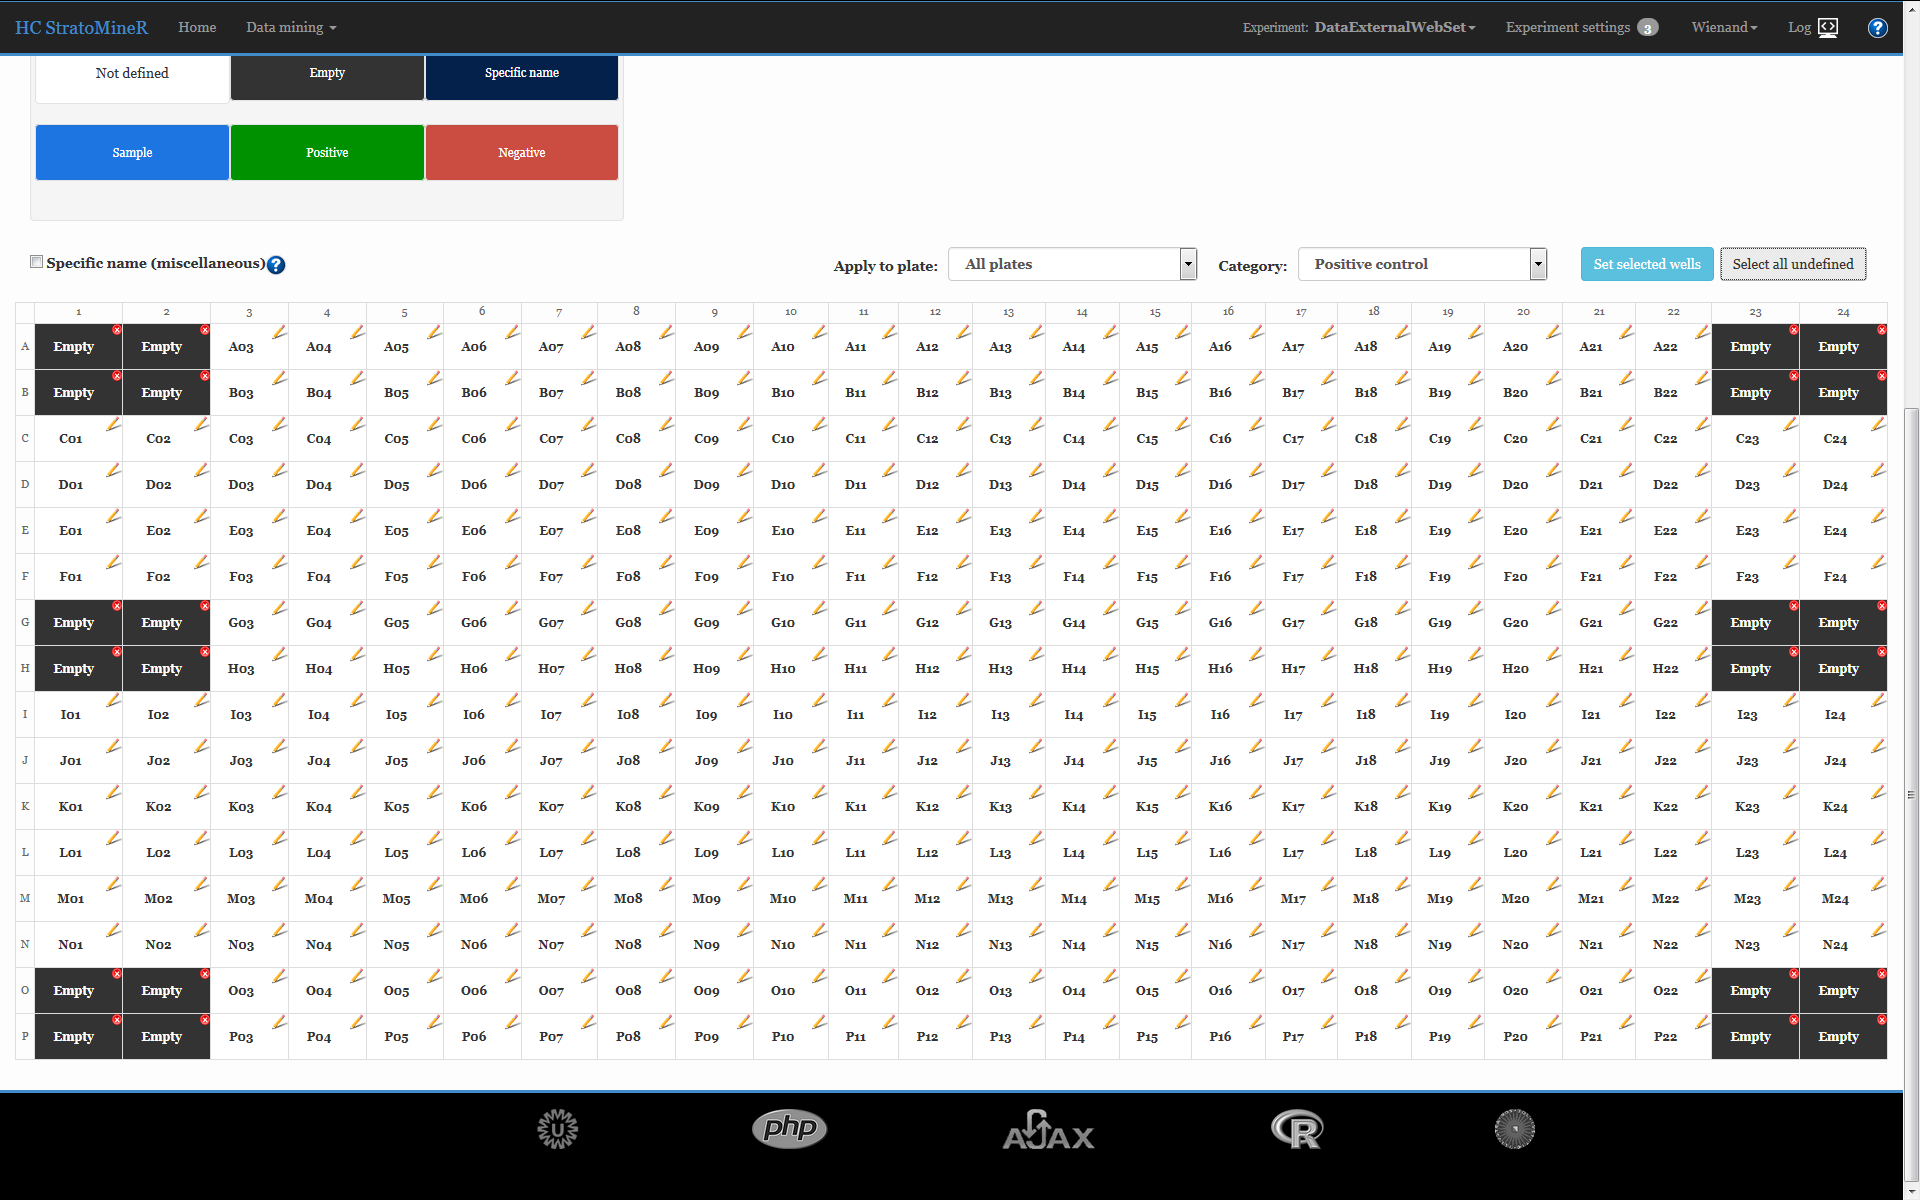 HC StratoMineR Home Data mining Experiment: DataExternalWebSet Experiment settings 3 Wienand Log ?
Not defined Empty Specific name
Sample Positive Negative
Specific name (miscellaneous) ? Apply to plate: All plates Category: Positive control Set selected wells Select all undefined
1 2 3 4 5 6 7 8 9 10 11 12 13 14 15 16 17 18 19 20 21 22 23 24
A Empty Empty A03 A04 A05 A06 A07 A08 A09 A10 A11 A12 A13 A14 A15 A16 A17 A18 A19 A20 A21 A22 Empty Empty
B Empty Empty B03 B04 B05 B06 B07 B08 B09 B10 B11 B12 B13 B14 B15 B16 B17 B18 B19 B20 B21 B22 Empty Empty
C C01 C02 C03 C04 C05 C06 C07 C08 C09 C10 C11 C12 C13 C14 C15 C16 C17 C18 C19 C20 C21 C22 C23 C24
D D01 D02 D03 D04 D05 D06 D07 D08 D09 D10 D11 D12 D13 D14 D15 D16 D17 D18 D19 D20 D21 D22 D23 D24
E E01 E02 E03 E04 E05 E06 E07 E08 E09 E10 E11 E12 E13 E14 E15 E16 E17 E18 E19 E20 E21 E22 E23 E24
F F01 F02 F03 F04 F05 F06 F07 F08 F09 F10 F11 F12 F13 F14 F15 F16 F17 F18 F19 F20 F21 F22 F23 F24
G Empty Empty G03 G04 G05 G06 G07 G08 G09 G10 G11 G12 G13 G14 G15 G16 G17 G18 G19 G20 G21 G22 Empty Empty
H Empty Empty H03 H04 H05 H06 H07 H08 H09 H10 H11 H12 H13 H14 H15 H16 H17 H18 H19 H20 H21 H22 Empty Empty
I I01 I02 I03 I04 I05 I06 I07 I08 I09 I10 I11 I12 I13 I14 I15 I16 I17 I18 I19 I20 I21 I22 I23 I24
J J01 J02 J03 J04 J05 J06 J07 J08 J09 J10 J11 J12 J13 J14 J15 J16 J17 J18 J19 J20 J21 J22 J23 J24
K K01 K02 K03 K04 K05 K06 K07 K08 K09 K10 K11 K12 K13 K14 K15 K16 K17 K18 K19 K20 K21 K22 K23 K24
L L01 L02 L03 L04 L05 L06 L07 L08 L09 L10 L11 L12 L13 L14 L15 L16 L17 L18 L19 L20 L21 L22 L23 L24
M M01 M02 M03 M04 M05 M06 M07 M08 M09 M10 M11 M12 M13 M14 M15 M16 M17 M18 M19 M20 M21 M22 M23 M24
N N01 N02 N03 N04 N05 N06 N07 N08 N09 N10 N11 N12 N13 N14 N15 N16 N17 N18 N19 N20 N21 N22 N23 N24
O Empty Empty O03 O04 O05 O06 O07 O08 O09 O10 O11 O12 O13 O14 O15 O16 O17 O18 O19 O20 O21 O22 Empty Empty
P Empty Empty P03 P04 P05 P06 P07 P08 P09 P10 P11 P12 P13 P14 P15 P16 P17 P18 P19 P20 P21 P22 Empty Empty
U php AJAX R